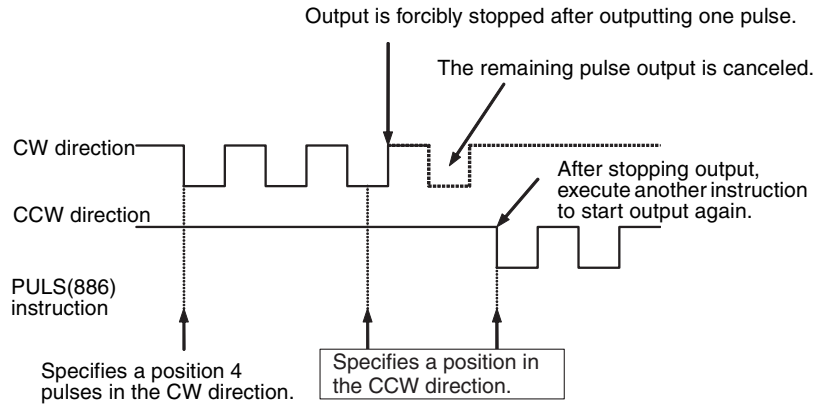 Output is forcibly stopped after outputting one pulse.
The remaining pulse output is canceled.
CW direction
After stopping output,
execute another instruction
to start output again.
CCW direction
PULS(886)
instruction
Specifies a position 4
pulses in the CW direction.
Specifies a position in
the CCW direction.